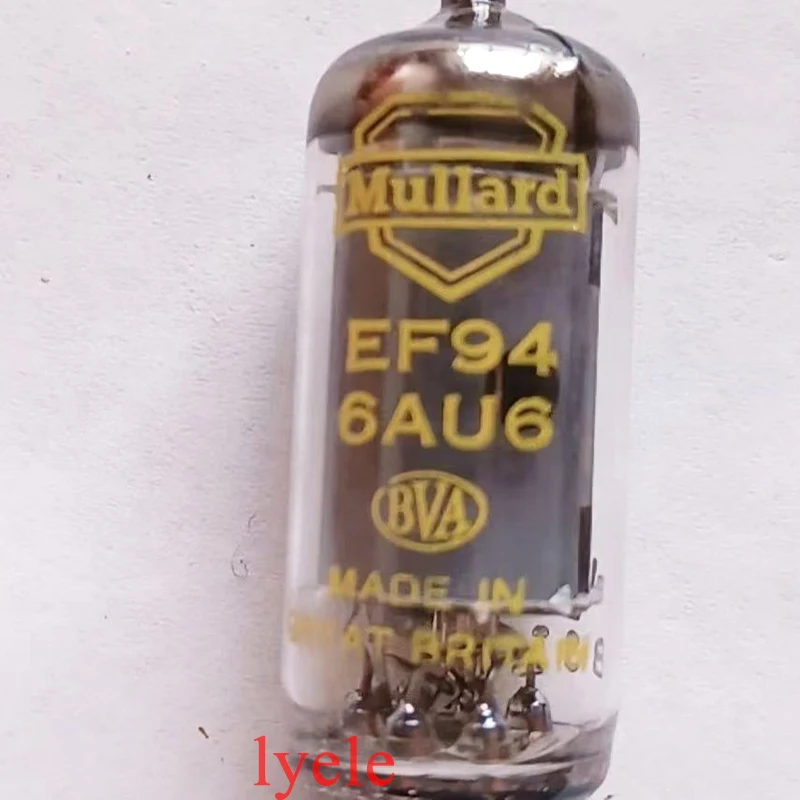 Mullard
EF94
6AU6
BVA
MADE IN
GREAT BRITAIN
lyele